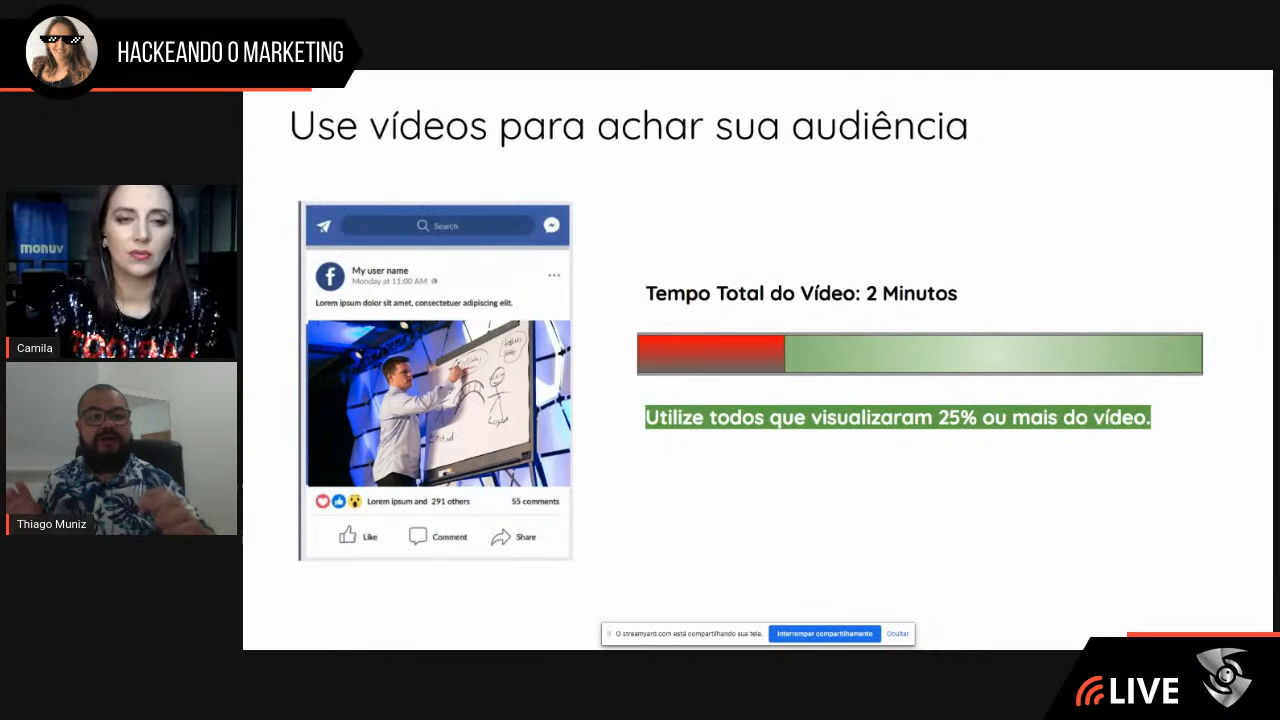 HACKEANDO O MARKETING
Use vídeos para achar sua audiência
Search
My user name
Monday at 11:00 AM
Lorem ipsum dolor sit amet, consectetuer adipiscing elit.
Lorem ipsum and 291 others
55 comments
Like
Comment
Share
Tempo Total do Vídeo: 2 Minutos
Utilize todos que visualizaram 25% ou mais do vídeo.
monuv
Camila
Thiago Muniz
O streamyard.com está compartilhando sua tela.
Interromper compartilhamento
Ocultar
LIVE